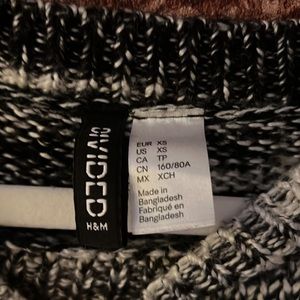 DIVIDED
H&M
EUR XS
US XS
CA TP
CN 160/80A
MX XCH
Made in
Bangladesh
Fabriqué en
Bangladesh